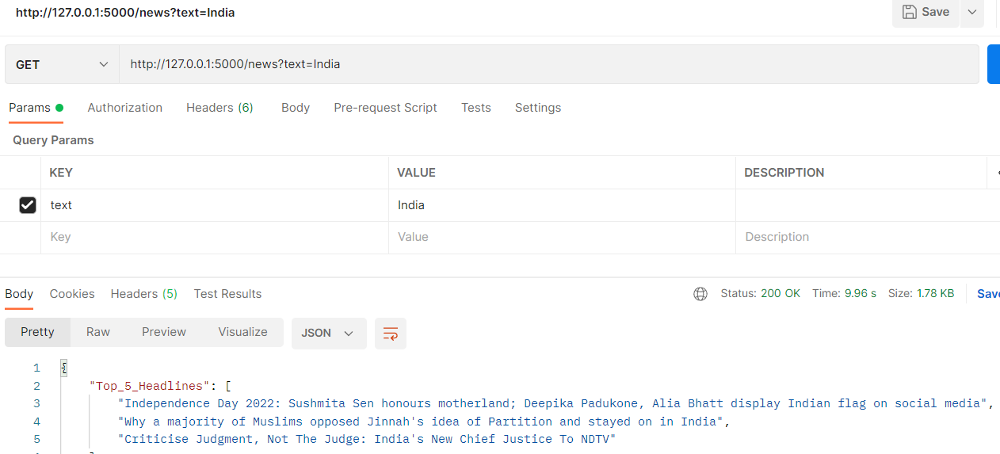 http://127.0.0.1:5000/news?text=India
Save
GET
http://127.0.0.1:5000/news?text=India
Params
Authorization
Headers (6)
Body
Pre-request Script
Tests
Settings
Query Params
KEY
VALUE
DESCRIPTION
text
India
Key
Value
Description
Body
Cookies
Headers (5)
Test Results
Status: 200 OK
Time: 9.96 s
Size: 1.78 KB
Pretty
Raw
Preview
Visualize
JSON
1 {
2 "Top_5_Headlines": [
3 "Independence Day 2022: Sushmita Sen honours motherland; Deepika Padukone, Alia Bhatt display Indian flag on social media",
4 "Why a majority of Muslims opposed Jinnah's idea of Partition and stayed on in India",
5 "Criticise Judgment, Not The Judge: India's New Chief Justice To NDTV"